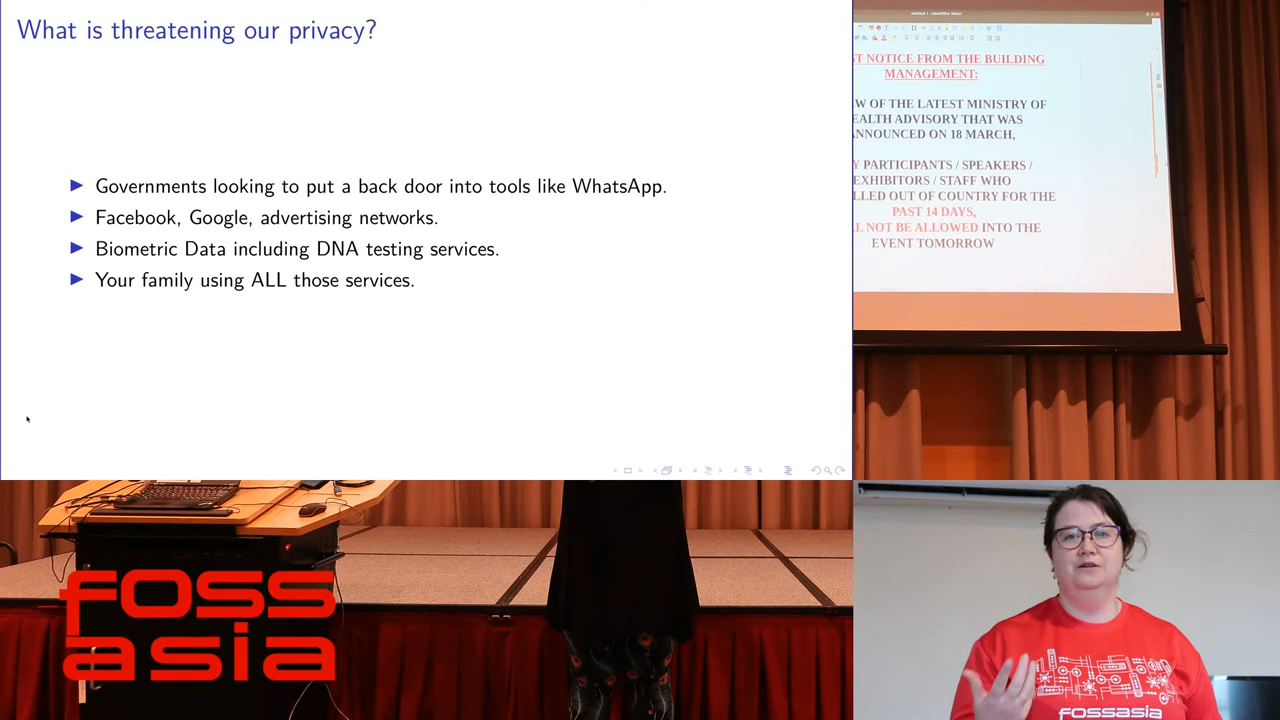 What is threatening our privacy?
Governments looking to put a back door into tools like WhatsApp.
Facebook, Google, advertising networks.
Biometric Data including DNA testing services.
Your family using ALL those services.
NOTICE FROM THE BUILDING
MANAGEMENT:
OF THE LATEST MINISTRY OF
ADVISORY THAT WAS
ANNOUNCED ON 18 MARCH,
PARTICIPANTS / SPEAKERS /
EXHIBITORS / STAFF WHO
OUT OF COUNTRY FOR THE
PAST 14 DAYS,
NOT BE ALLOWED INTO THE
EVENT TOMORROW
foss
asia
fossasia